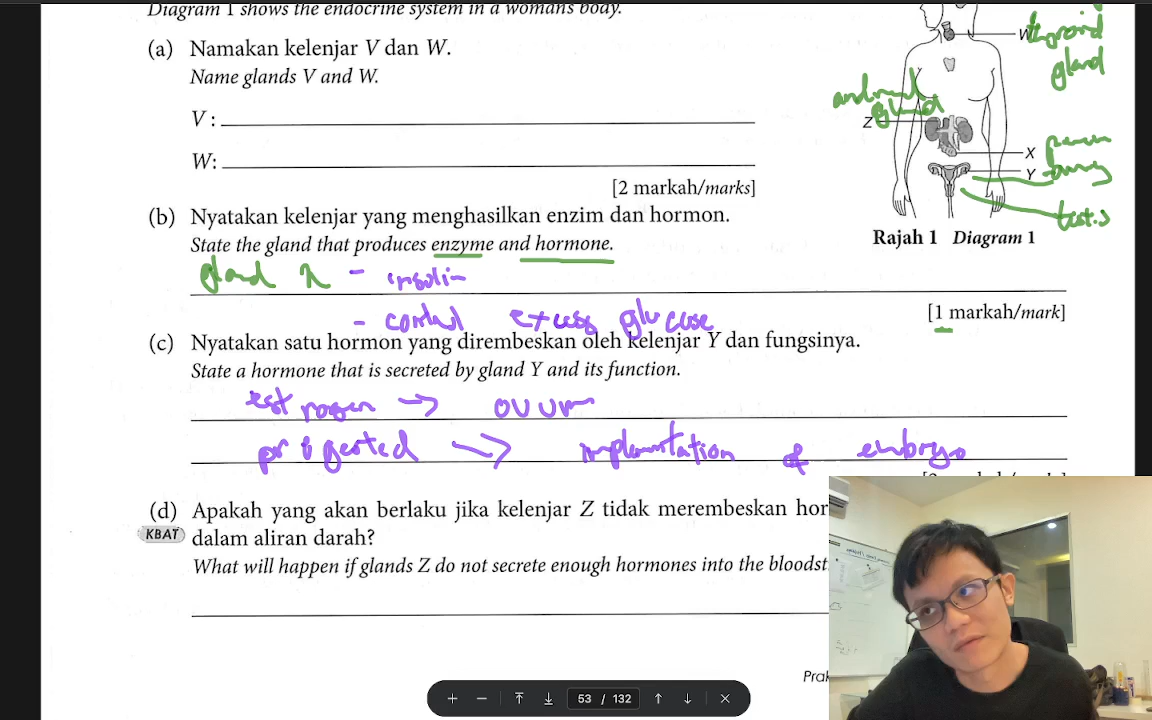 Diagram 1 shows the endocrine system in a woman's body.
(a) Namakan kelenjar V dan W.
Name glands V and W.
V :
W:
[2 markah/marks]
W thyroid
gland
gland
Z
X
Y
testis
Rajah 1 Diagram 1
(b) Nyatakan kelenjar yang menghasilkan enzim dan hormon.
State the gland that produces enzyme and hormone.
gland X - insulin
[1 markah/mark]
- control excess glucose
(c) Nyatakan satu hormon yang dirembeskan oleh kelenjar Y dan fungsinya.
State a hormone that is secreted by gland Y and its function.
estrogen → ovum
→ implantation of embryo
(d) Apakah yang akan berlaku jika kelenjar Z tidak merembeskan hor
KBAT dalam aliran darah?
What will happen if glands Z do not secrete enough hormones into the bloodst
Prak
53 / 132